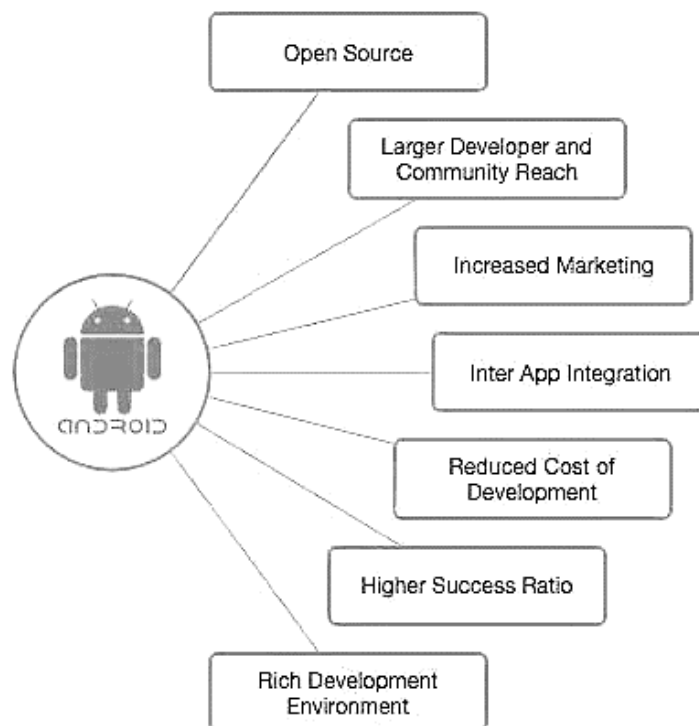 Open Source
Larger Developer and
Community Reach
Increased Marketing
Inter App Integration
ANDROID
Reduced Cost of
Development
Higher Success Ratio
Rich Development
Environment